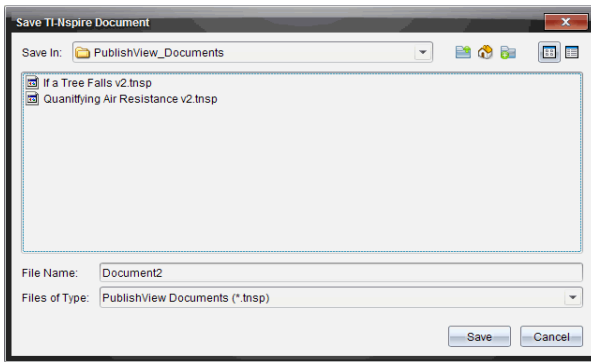 Save TI-Nspire Document
Save In: PublishView_Documents
If a Tree Falls v2.tnsp
Quanitfying Air Resistance v2.tnsp
File Name: Document2
Files of Type: PublishView Documents (*.tnsp)
Save Cancel